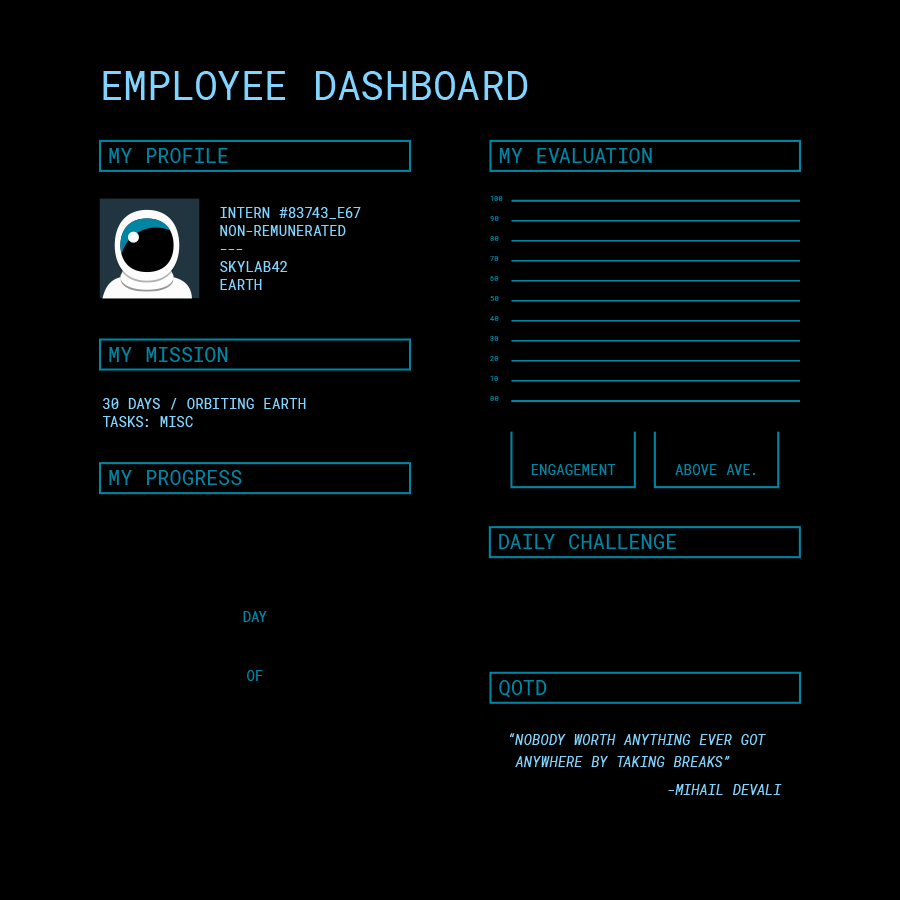 EMPLOYEE DASHBOARD
MY PROFILE
INTERN #83743_E67
NON-REMUNERATED
---
SKYLAB42
EARTH
MY MISSION
30 DAYS / ORBITING EARTH
TASKS: MISC
MY PROGRESS
DAY
OF
MY EVALUATION
100
90
80
70
60
50
40
30
20
10
00
ENGAGEMENT
ABOVE AVE.
DAILY CHALLENGE
QOTD
“NOBODY WORTH ANYTHING EVER GOT
ANYWHERE BY TAKING BREAKS”
-MIHAIL DEVALI